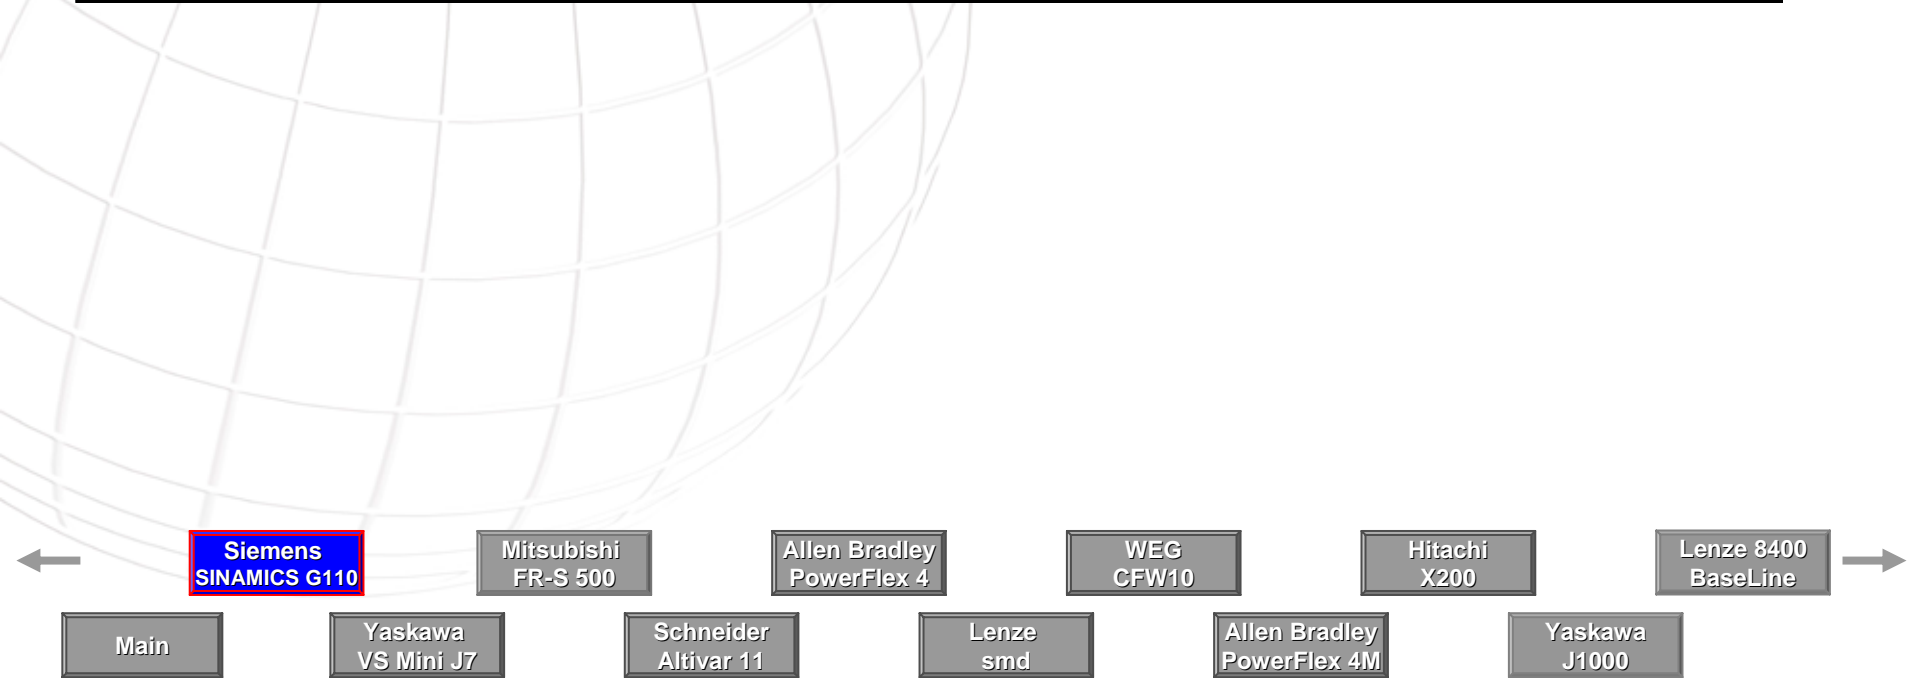 Siemens
SINAMICS G110
Mitsubishi
FR-S 500
Allen Bradley
PowerFlex 4
WEG
CFW10
Hitachi
X200
Lenze 8400
BaseLine
Main
Yaskawa
VS Mini J7
Schneider
Altivar 11
Lenze
smd
Allen Bradley
PowerFlex 4M
Yaskawa
J1000